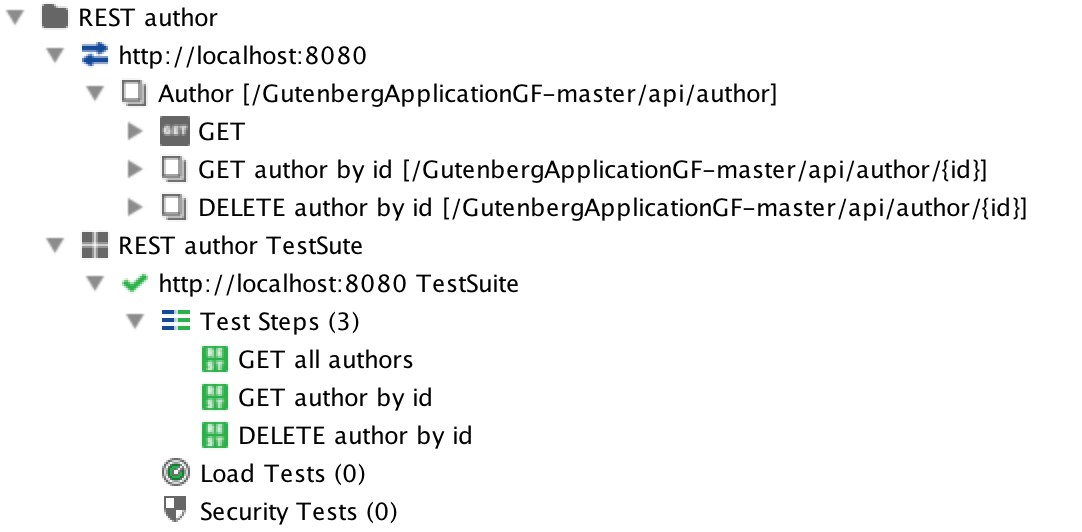 REST author
http://localhost:8080
Author [/GutenbergApplicationGF-master/api/author]
GET GET
GET author by id [/GutenbergApplicationGF-master/api/author/{id}]
DELETE author by id [/GutenbergApplicationGF-master/api/author/{id}]
REST author TestSute
http://localhost:8080 TestSuite
Test Steps (3)
REST GET all authors
REST GET author by id
REST DELETE author by id
Load Tests (0)
Security Tests (0)